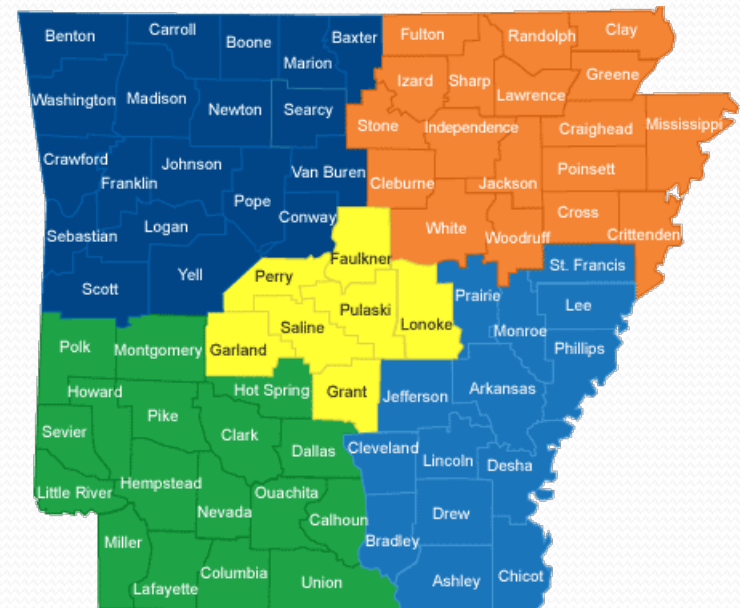 Benton
Carroll
Boone
Baxter
Marion
Fulton
Randolph
Clay
Washington
Madison
Newton
Searcy
Izard
Sharp
Lawrence
Greene
Stone
Independence
Craighead
Mississippi
Crawford
Franklin
Johnson
Van Buren
Cleburne
Jackson
Poinsett
Pope
Conway
Logan
Sebastian
White
Woodruff
Cross
Crittenden
Scott
Yell
Perry
Faulkner
Prairie
St. Francis
Saline
Pulaski
Lonoke
Lee
Monroe
Phillips
Polk
Montgomery
Garland
Howard
Hot Spring
Grant
Jefferson
Arkansas
Pike
Sevier
Clark
Dallas
Cleveland
Lincoln
Desha
Little River
Hempstead
Nevada
Ouachita
Calhoun
Drew
Bradley
Miller
Lafayette
Columbia
Union
Ashley
Chicot